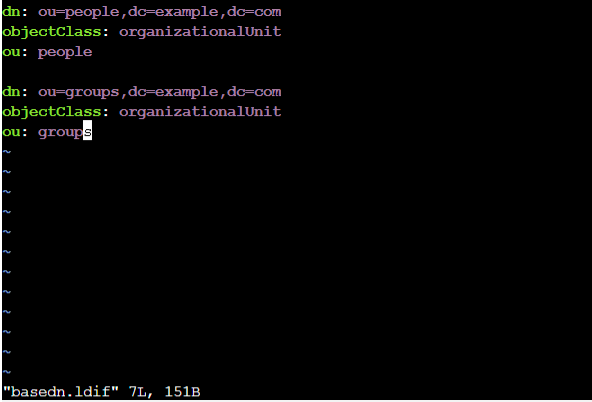 dn: ou=people,dc=example,dc=com
objectClass: organizationalUnit
ou: people

dn: ou=groups,dc=example,dc=com
objectClass: organizationalUnit
ou: groups
~
~
~
~
~
~
~
~
~
~
~
~
"basedn.ldif" 7L, 151B